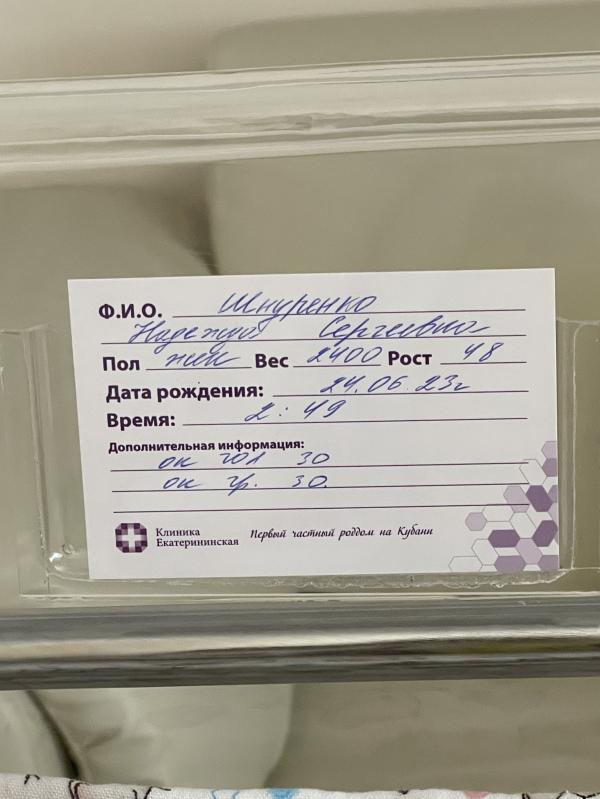 Ф.И.О. Шнуренко
Надежда Сергеевна
Пол жен Вес 2400 Рост 48
Дата рождения: 24.06.23г
Время: 2:49
Дополнительная информация:
ок гол 30
ок гр. 30.
Клиника
Екатерининская
Первый частный роддом на Кубани